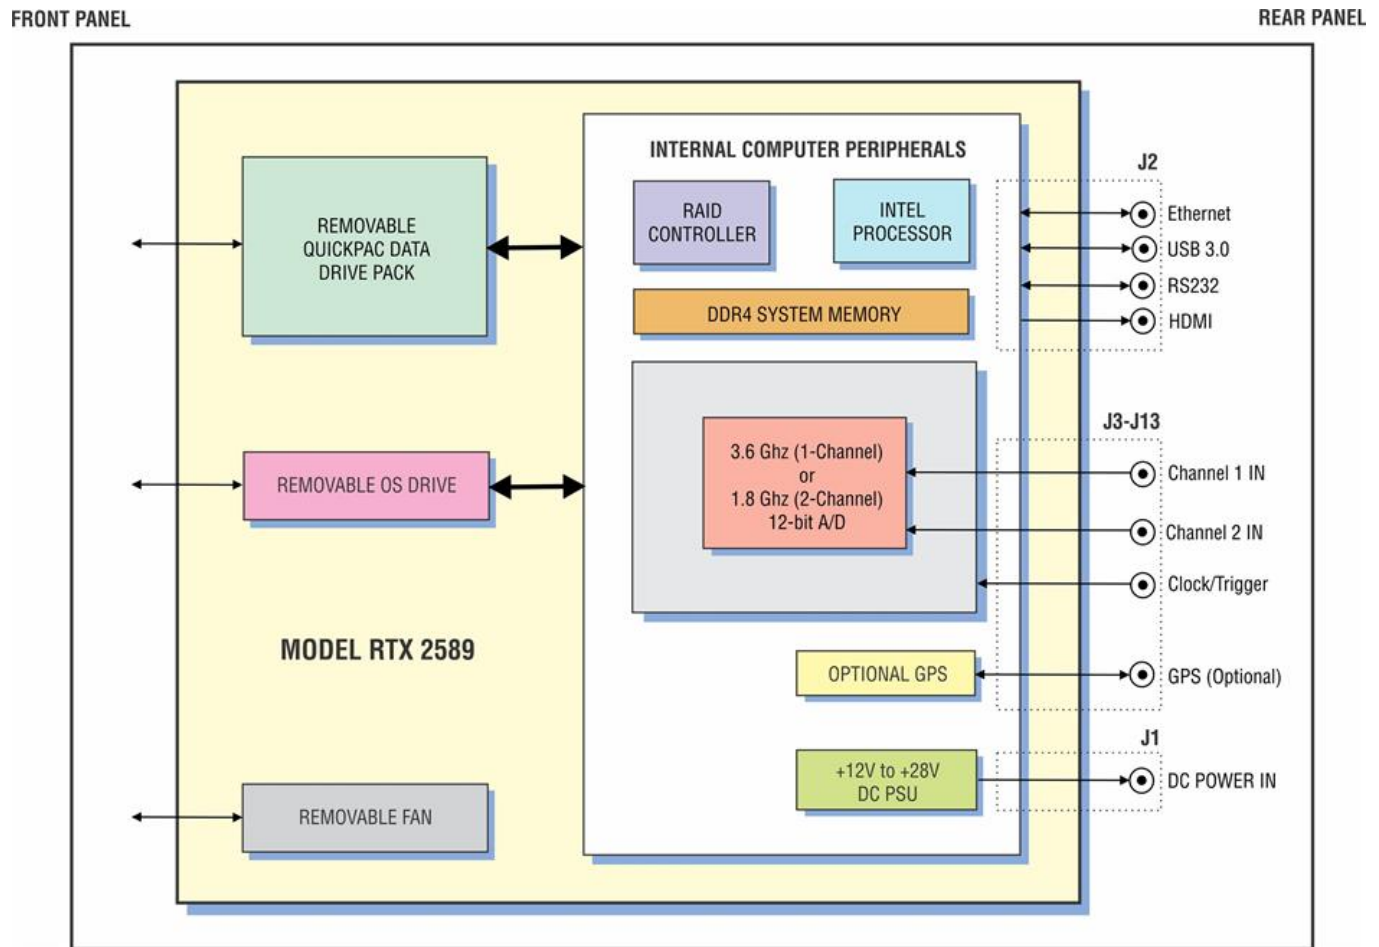 FRONT PANEL
REAR PANEL
INTERNAL COMPUTER PERIPHERALS
J2
REMOVABLE
QUICKPAC DATA
DRIVE PACK
RAID
CONTROLLER
INTEL
PROCESSOR
Ethernet
USB 3.0
RS232
HDMI
DDR4 SYSTEM MEMORY
J3-J13
REMOVABLE OS DRIVE
3.6 Ghz (1-Channel)
or
1.8 Ghz (2-Channel)
12-bit A/D
Channel 1 IN
Channel 2 IN
Clock/Trigger
MODEL RTX 2589
OPTIONAL GPS
GPS (Optional)
J1
REMOVABLE FAN
+12V to +28V
DC PSU
DC POWER IN